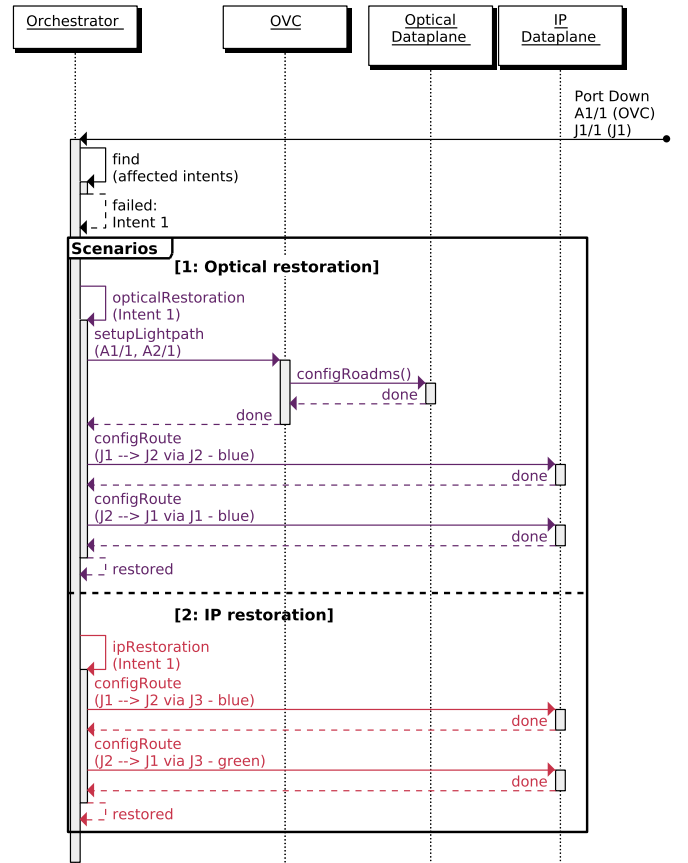 Orchestrator
OVC
Optical
Dataplane
IP
Dataplane
Port Down
A1/1 (OVC)
J1/1 (J1)
find
(affected intents)
failed:
Intent 1
Scenarios
[1: Optical restoration]
opticalRestoration
(Intent 1)
setupLightpath
(A1/1, A2/1)
configRoadms()
done
done
configRoute
(J1 --> J2 via J2 - blue)
done
configRoute
(J2 --> J1 via J1 - blue)
done
restored
[2: IP restoration]
ipRestoration
(Intent 1)
configRoute
(J1 --> J2 via J3 - blue)
done
configRoute
(J2 --> J1 via J3 - green)
done
restored